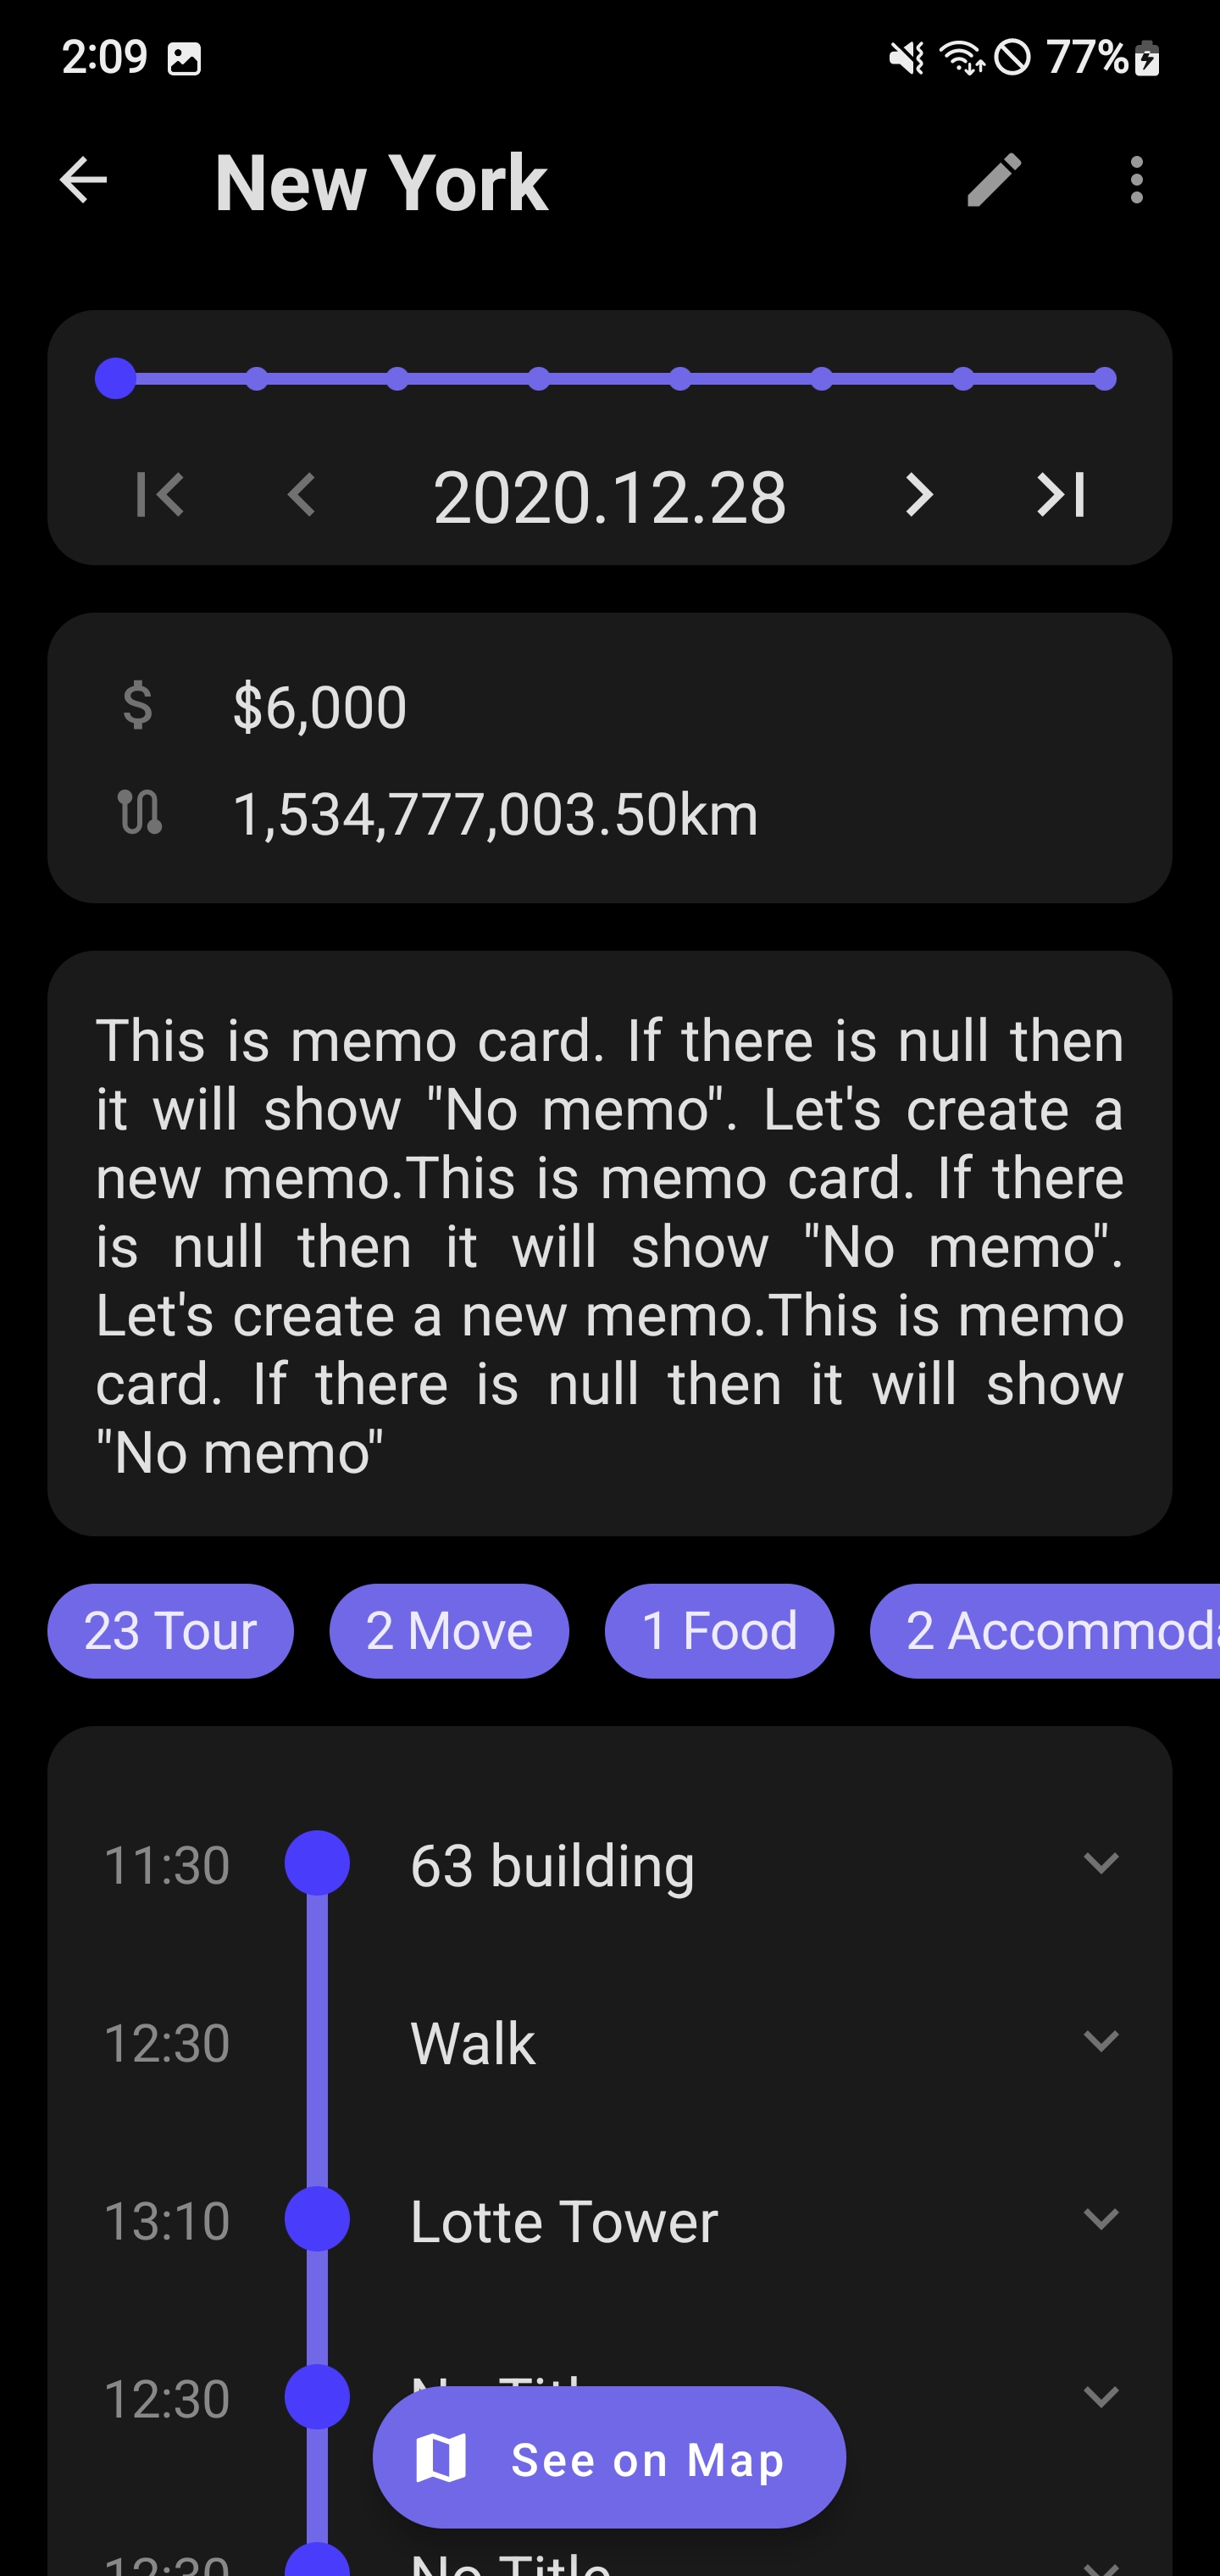 2:09
77%
New York
2020.12.28
$6,000
1,534,777,003.50km
This is memo card. If there is null then
it will show "No memo". Let's create a
new memo.This is memo card. If there
is null then it will show "No memo".
Let's create a new memo.This is memo
card. If there is null then it will show
"No memo"
23 Tour
2 Move
1 Food
2 Accommoda
11:30
63 building
12:30
Walk
13:10
Lotte Tower
12:30
No Title
See on Map
12:30
No Title